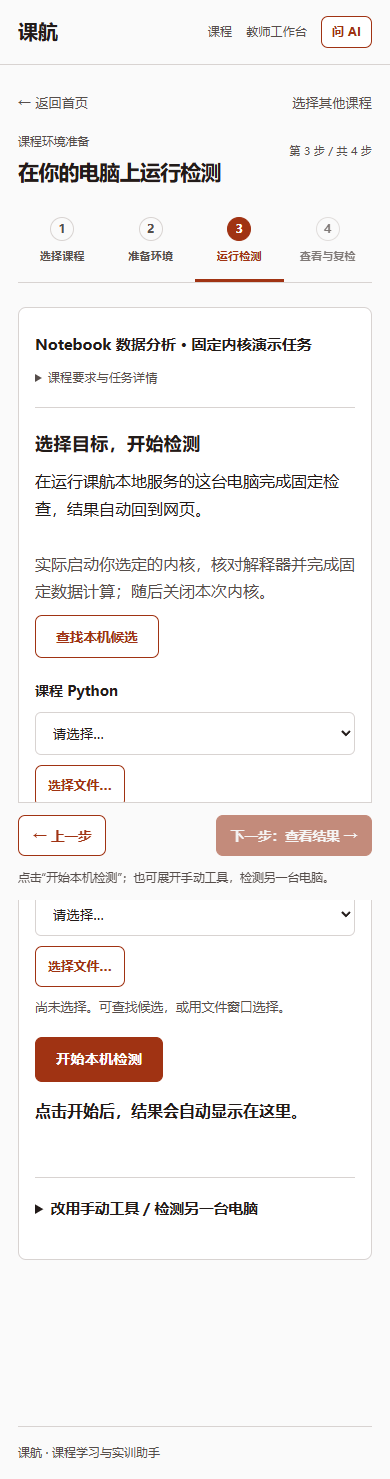 课航
课程 教师工作台 问 AI
← 返回首页 选择其他课程
课程环境准备
第 3 步 / 共 4 步
在你的电脑上运行检测
1 2 3 4
选择课程 准备环境 运行检测 查看与复检
Notebook 数据分析 · 固定内核演示任务
▶ 课程要求与任务详情
选择目标，开始检测
在运行课航本地服务的这台电脑完成固定检
查，结果自动回到网页。
实际启动你选定的内核，核对解释器并完成固
定数据计算；随后关闭本次内核。
查找本机候选
课程 Python
请选择...
选择文件...
← 上一步 下一步：查看结果 →
点击“开始本机检测”；也可展开手动工具，检测另一台电脑。
请选择...
选择文件...
尚未选择。可查找候选，或用文件窗口选择。
开始本机检测
点击开始后，结果会自动显示在这里。
▶ 改用手动工具 / 检测另一台电脑
课航 · 课程学习与实训助手